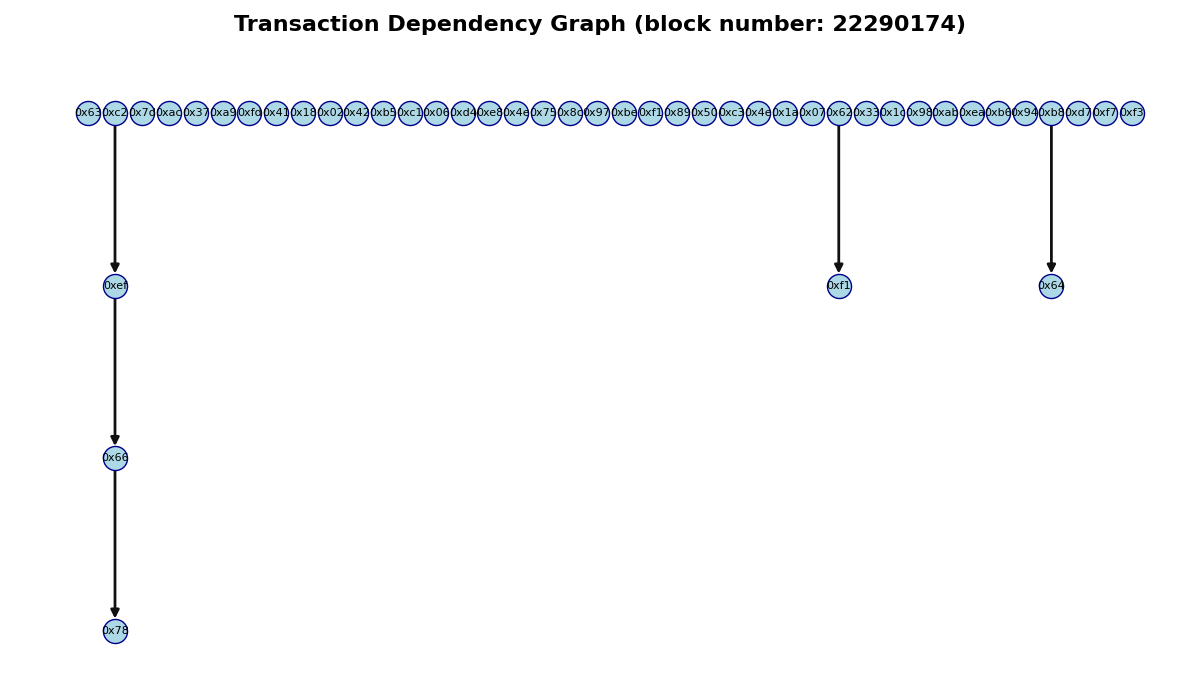 Transaction Dependency Graph (block number: 22290174)
0x63 0xc2 0x7d 0xac 0x37 0xa9 0xfd 0x41 0x18 0x02 0x42 0xb5 0xc1 0x06 0xd4 0xe8 0x4e 0x75 0x8c 0x97 0xbe 0xf1 0x89 0x50 0xc3 0x4e 0x1a 0x07 0x62 0x33 0x1c 0x98 0xab 0xea 0xb6 0x94 0xb8 0xd7 0xf7 0xf3
0xef 0xf1 0x64
0x66
0x78